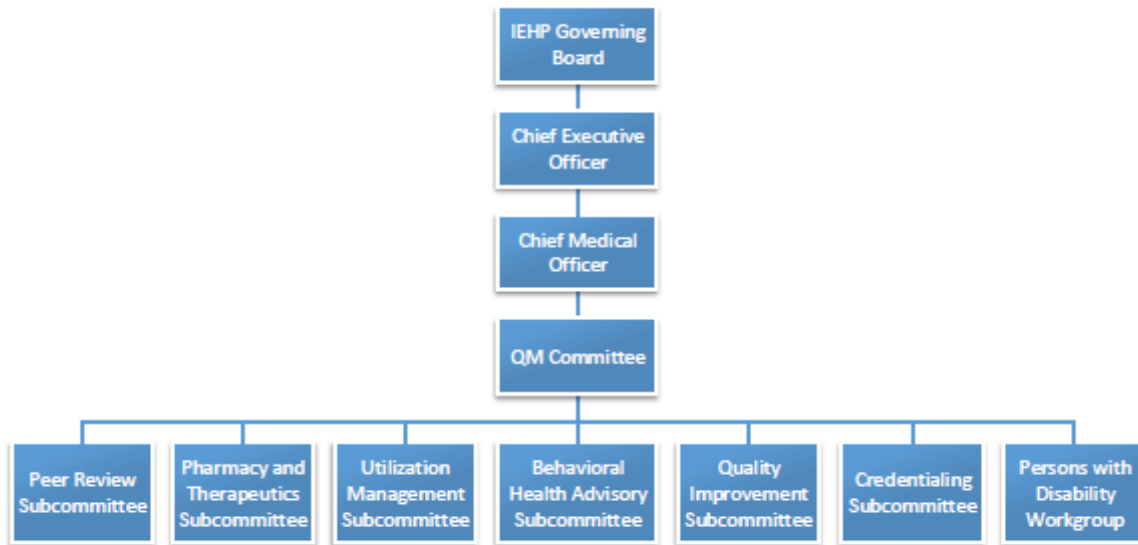 IEHP Governing
Board
Chief Executive
Officer
Chief Medical
Officer
QM Committee
Peer Review
Subcommittee
Pharmacy and
Therapeutics
Subcommittee
Utilization
Management
Subcommittee
Behavioral
Health Advisory
Subcommittee
Quality
Improvement
Subcommittee
Credentialing
Subcommittee
Persons with
Disability
Workgroup